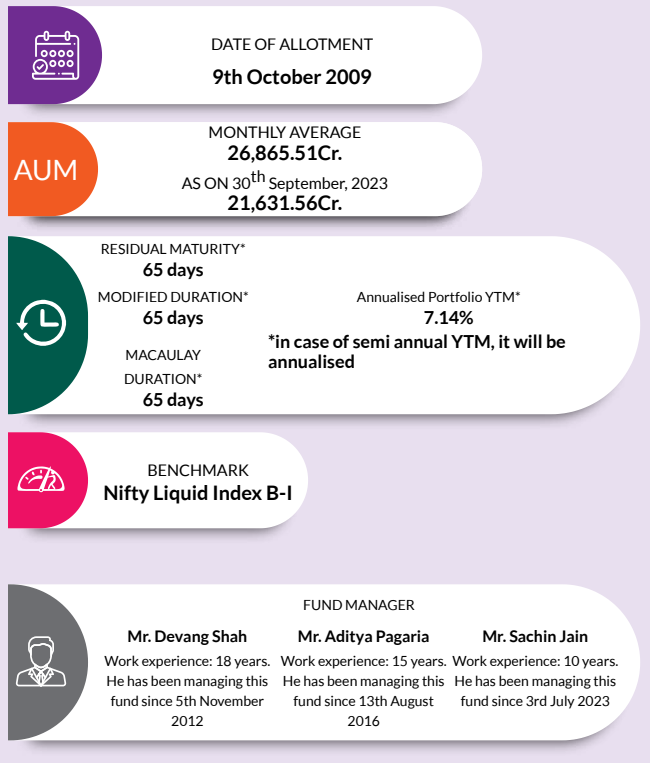 DATE OF ALLOTMENT
9th October 2009
AUM
MONTHLY AVERAGE
26,865.51Cr.
AS ON 30th September, 2023
21,631.56Cr.
RESIDUAL MATURITY*
65 days
MODIFIED DURATION*
65 days
MACAULAY
DURATION*
65 days
Annualised Portfolio YTM*
7.14%
*in case of semi annual YTM, it will be
annualised
BENCHMARK
Nifty Liquid Index B-I
FUND MANAGER
Mr. Devang Shah
Work experience: 18 years.
He has been managing this
fund since 5th November
2012
Mr. Aditya Pagaria
Work experience: 15 years.
He has been managing this
fund since 13th August
2016
Mr. Sachin Jain
Work experience: 10 years.
He has been managing this
fund since 3rd July 2023